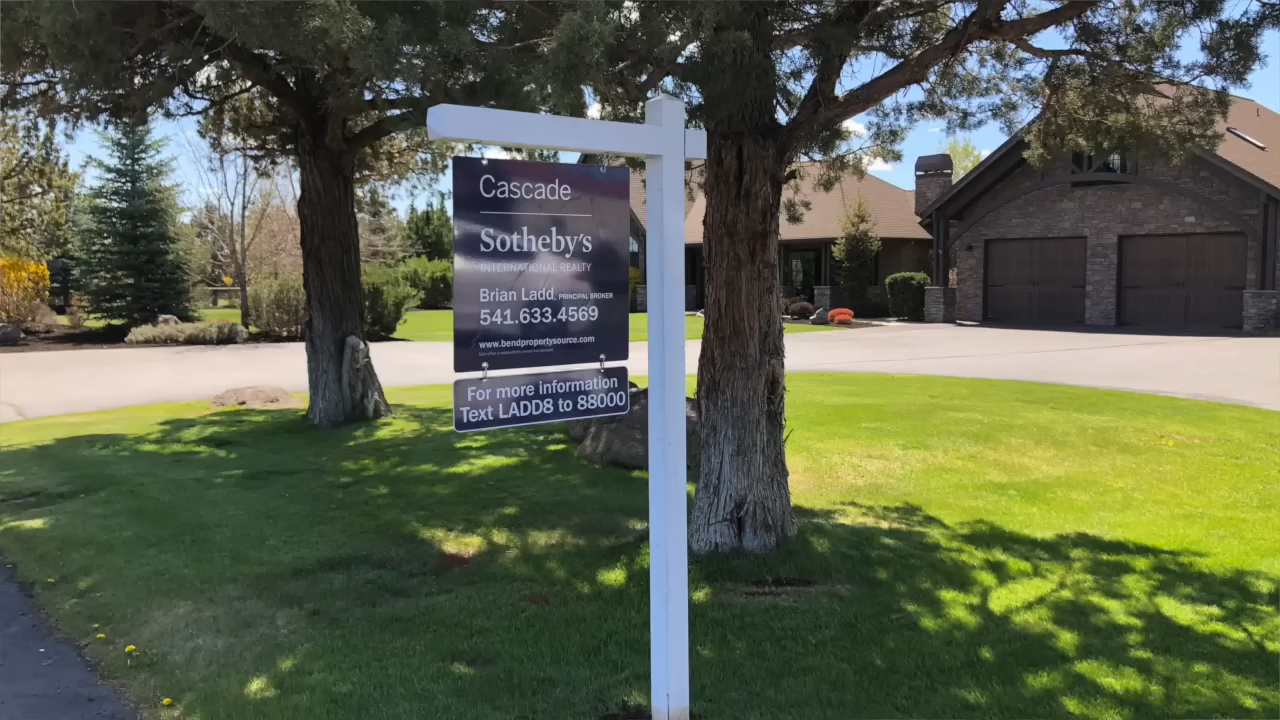 Cascade
Sotheby's
INTERNATIONAL REALTY
Brian Ladd, PRINCIPAL BROKER
541.633.4569
www.bendpropertysource.com
For more information
Text LADD8 to 88000